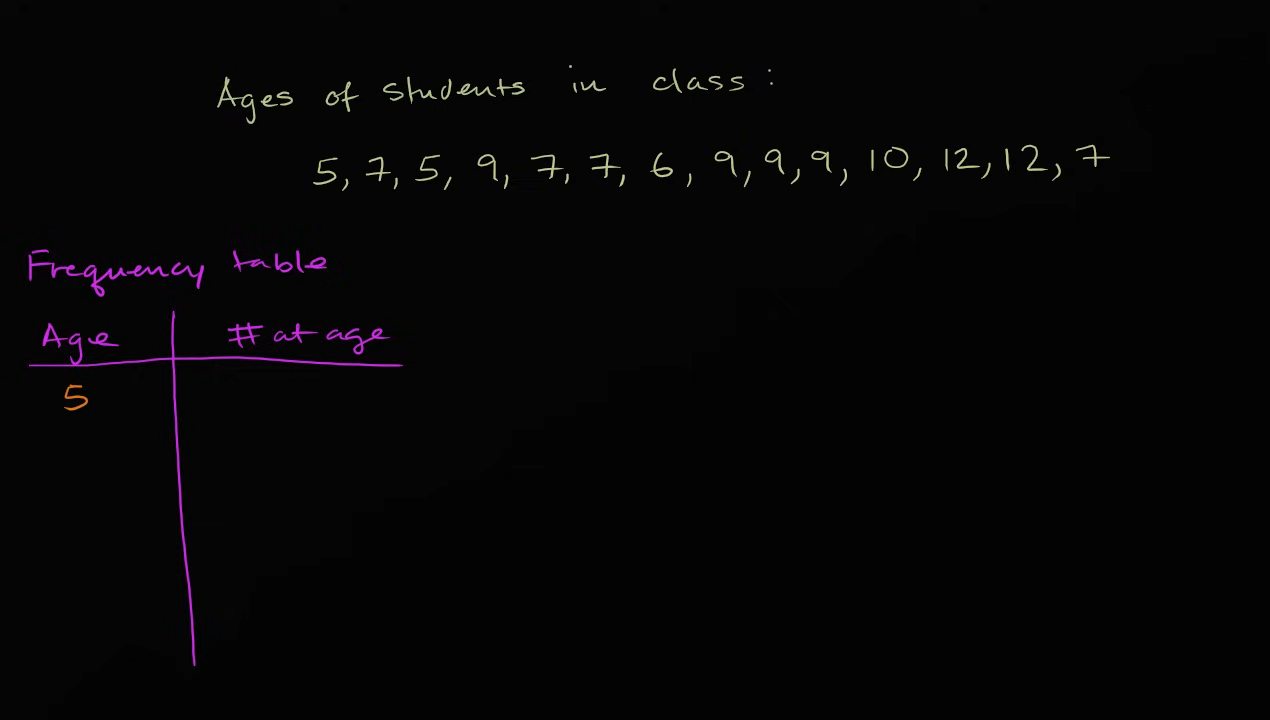 Ages of students in class:
5, 7, 5, 9, 7, 7, 6, 9, 9, 9, 10, 12, 12, 7
Frequency table
Age # at age
5